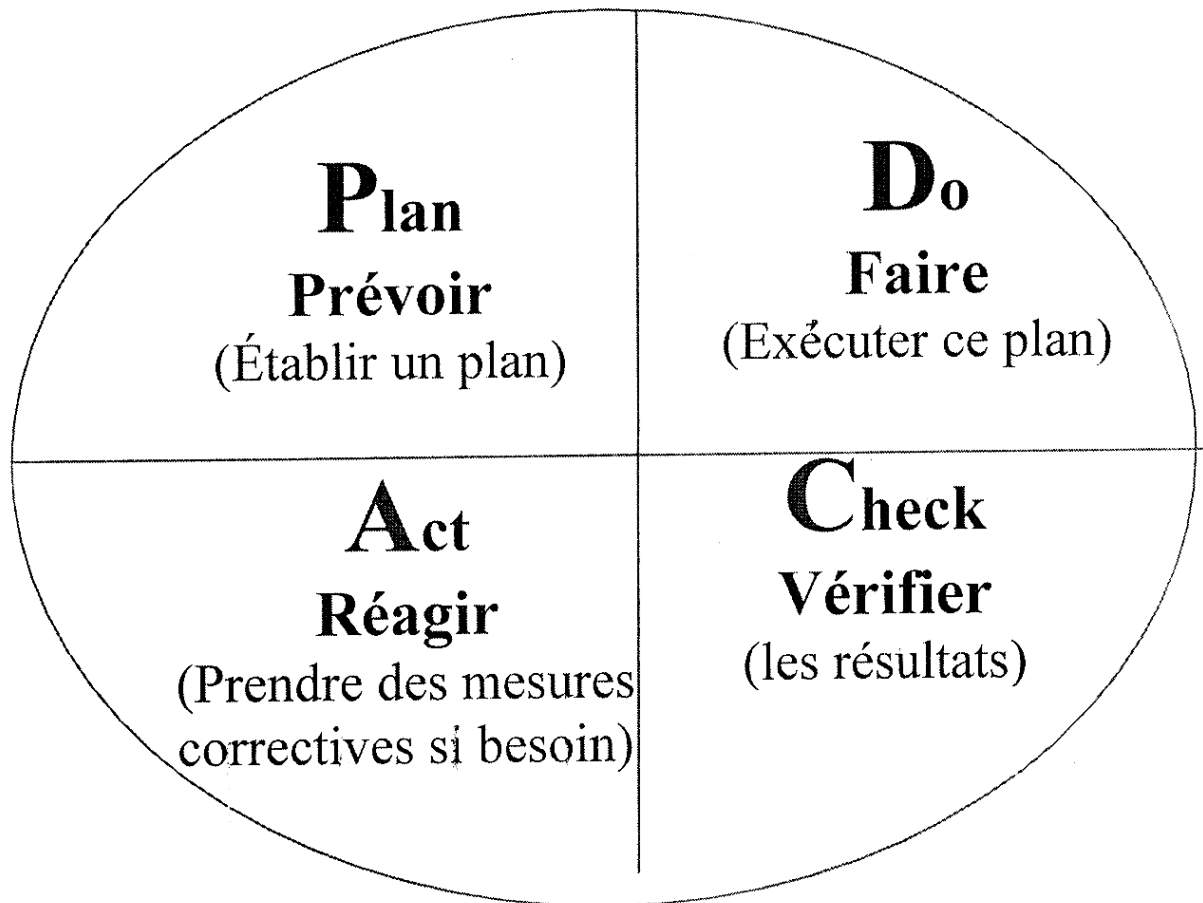 Plan
Prévoir
(Établir un plan)
Do
Faire
(Exécuter ce plan)
Act
Réagir
(Prendre des mesures
correctives si besoin)
Check
Vérifier
(les résultats)